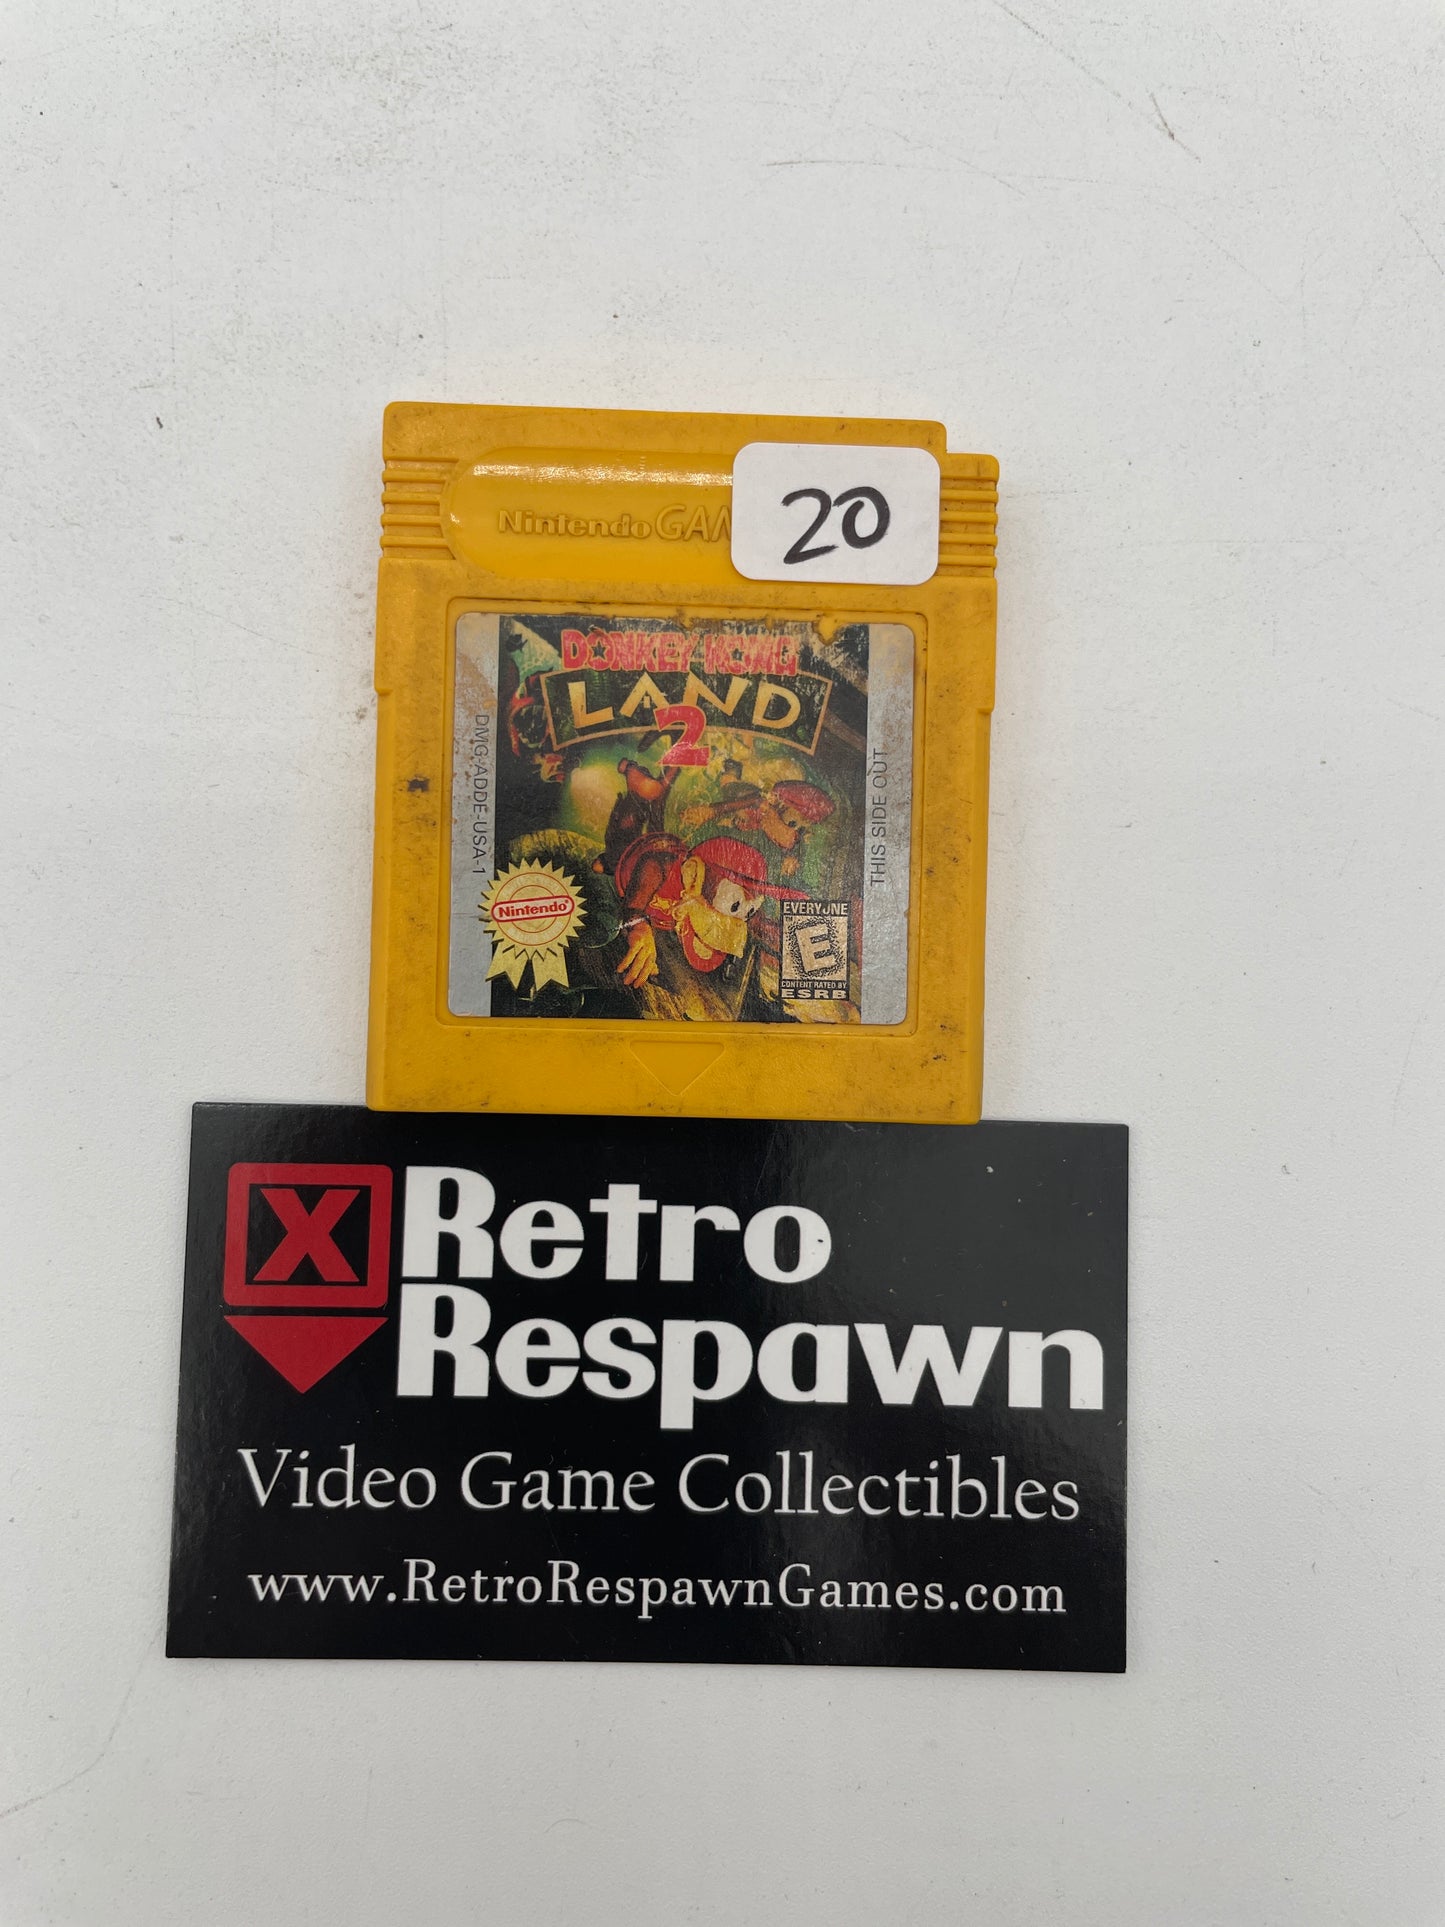 20
Nintendo GAM
DONKEY KONG
LAND
2
DMG-ADDE-USA-1
THIS SIDE OUT
Nintendo
EVERYONE
E
TM
CONTENT RATED BY
ESRB
X
Retro
Respawn
Video Game Collectibles
www.RetroRespawnGames.com